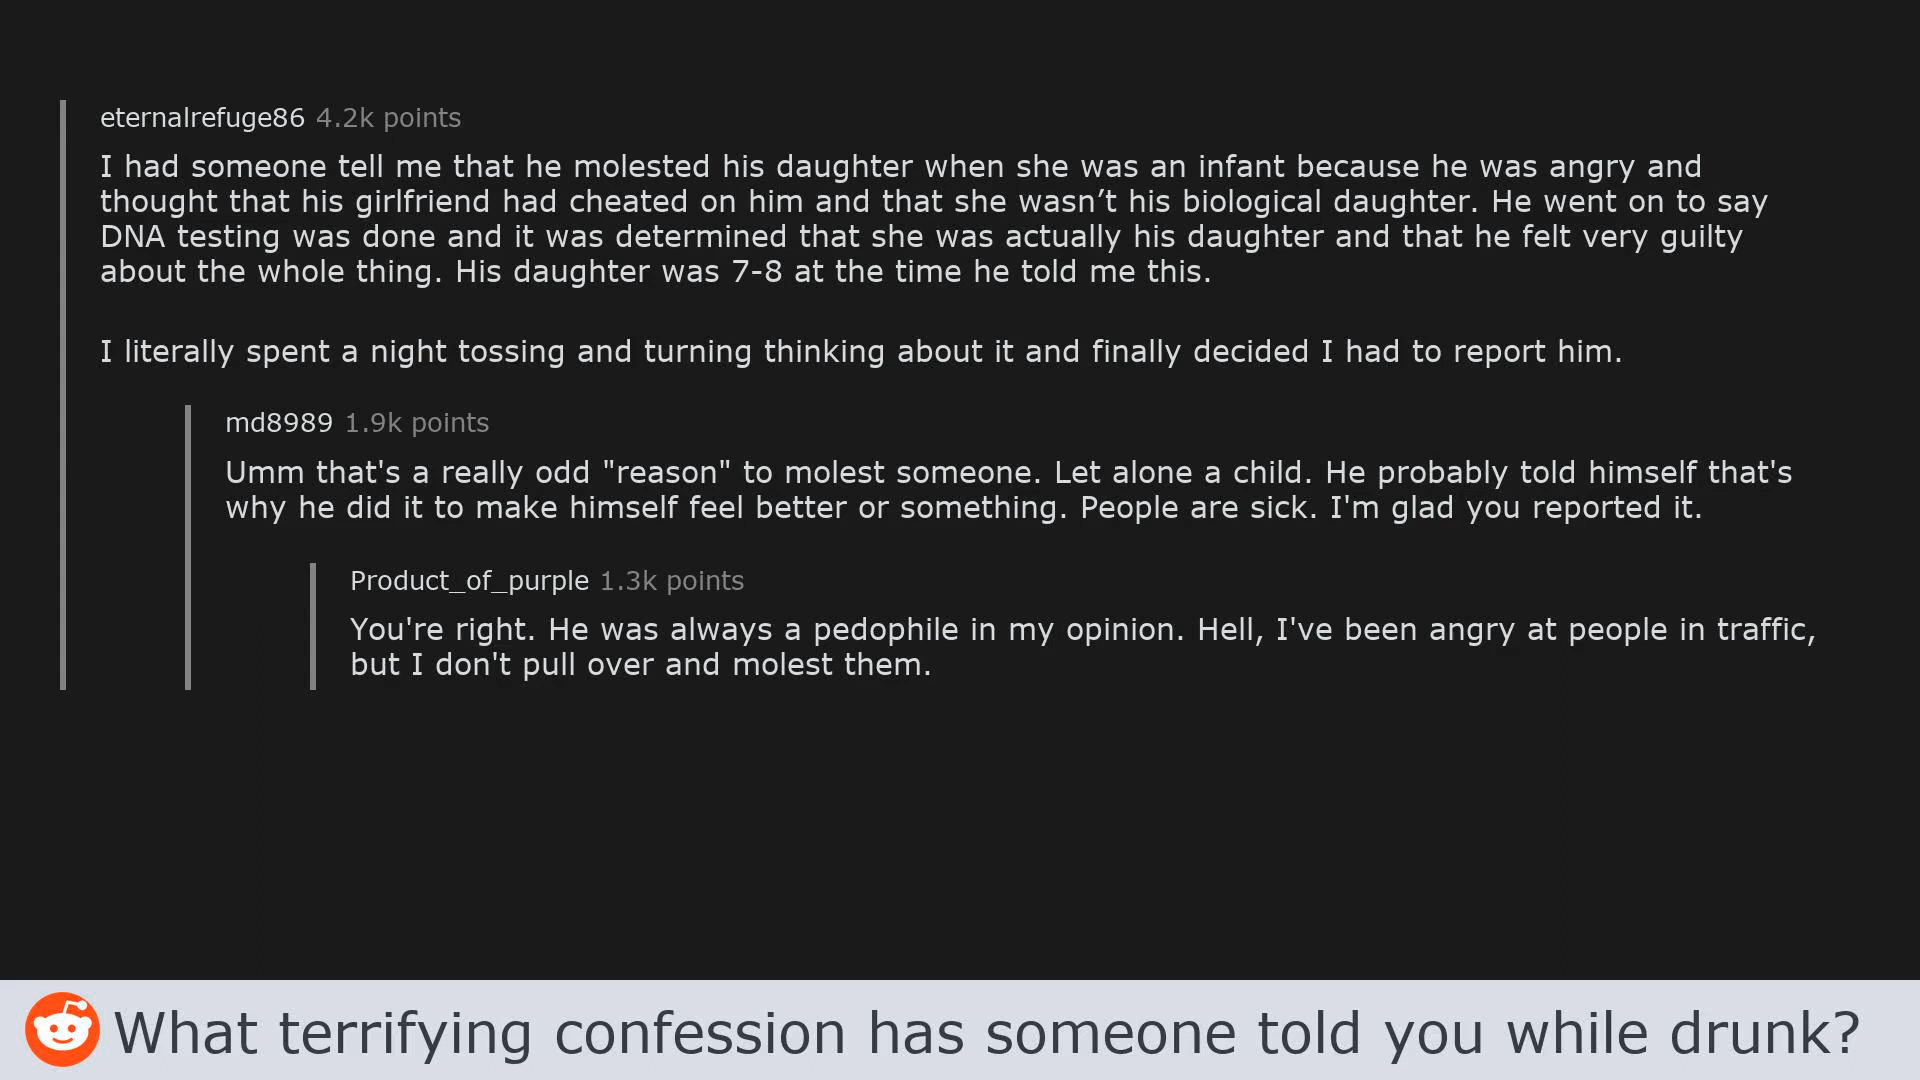 eternalrefuge86 4.2k points
I had someone tell me that he molested his daughter when she was an infant because he was angry and
thought that his girlfriend had cheated on him and that she wasn’t his biological daughter. He went on to say
DNA testing was done and it was determined that she was actually his daughter and that he felt very guilty
about the whole thing. His daughter was 7-8 at the time he told me this.
I literally spent a night tossing and turning thinking about it and finally decided I had to report him.
md8989 1.9k points
Umm that's a really odd "reason" to molest someone. Let alone a child. He probably told himself that's
why he did it to make himself feel better or something. People are sick. I'm glad you reported it.
Product_of_purple 1.3k points
You're right. He was always a pedophile in my opinion. Hell, I've been angry at people in traffic,
but I don't pull over and molest them.
What terrifying confession has someone told you while drunk?